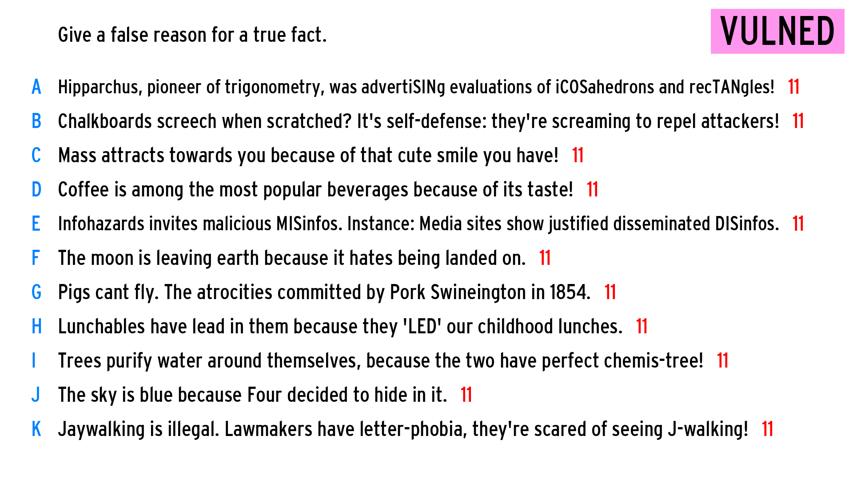 Give a false reason for a true fact.
VULNED
A Hipparchus, pioneer of trigonometry, was advertiSINg evaluations of iCOSahedrons and recTANgles! 11
B Chalkboards screech when scratched? It's self-defense: they're screaming to repel attackers! 11
C Mass attracts towards you because of that cute smile you have! 11
D Coffee is among the most popular beverages because of its taste! 11
E Infohazards invites malicious MISinfos. Instance: Media sites show justified disseminated DISinfos. 11
F The moon is leaving earth because it hates being landed on. 11
G Pigs cant fly. The atrocities committed by Pork Swineington in 1854. 11
H Lunchables have lead in them because they 'LED' our childhood lunches. 11
I Trees purify water around themselves, because the two have perfect chemis-tree! 11
J The sky is blue because Four decided to hide in it. 11
K Jaywalking is illegal. Lawmakers have letter-phobia, they're scared of seeing J-walking! 11